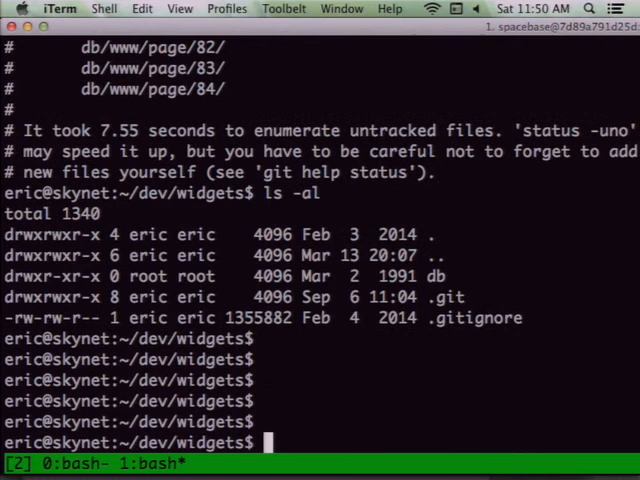 iTerm Shell Edit View Profiles Toolbelt Window Help Sat 11:50 AM
1. spacebase@7d89a791d25d:
# db/www/page/82/
# db/www/page/83/
# db/www/page/84/
#
# It took 7.55 seconds to enumerate untracked files. 'status -uno'
# may speed it up, but you have to be careful not to forget to add
# new files yourself (see 'git help status').
eric@skynet:~/dev/widgets$ ls -al
total 1340
drwxrwxr-x 4 eric eric 4096 Feb 3 2014 .
drwxrwxr-x 6 eric eric 4096 Mar 13 20:07 ..
drwxrwxr-x 0 root root 4096 Mar 2 1991 db
drwxrwxr-x 8 eric eric 4096 Sep 6 11:04 .git
-rw-rw-r-- 1 eric eric 1355882 Feb 4 2014 .gitignore
eric@skynet:~/dev/widgets$
eric@skynet:~/dev/widgets$
eric@skynet:~/dev/widgets$
eric@skynet:~/dev/widgets$
eric@skynet:~/dev/widgets$
eric@skynet:~/dev/widgets$
[2] 0:bash- 1:bash*